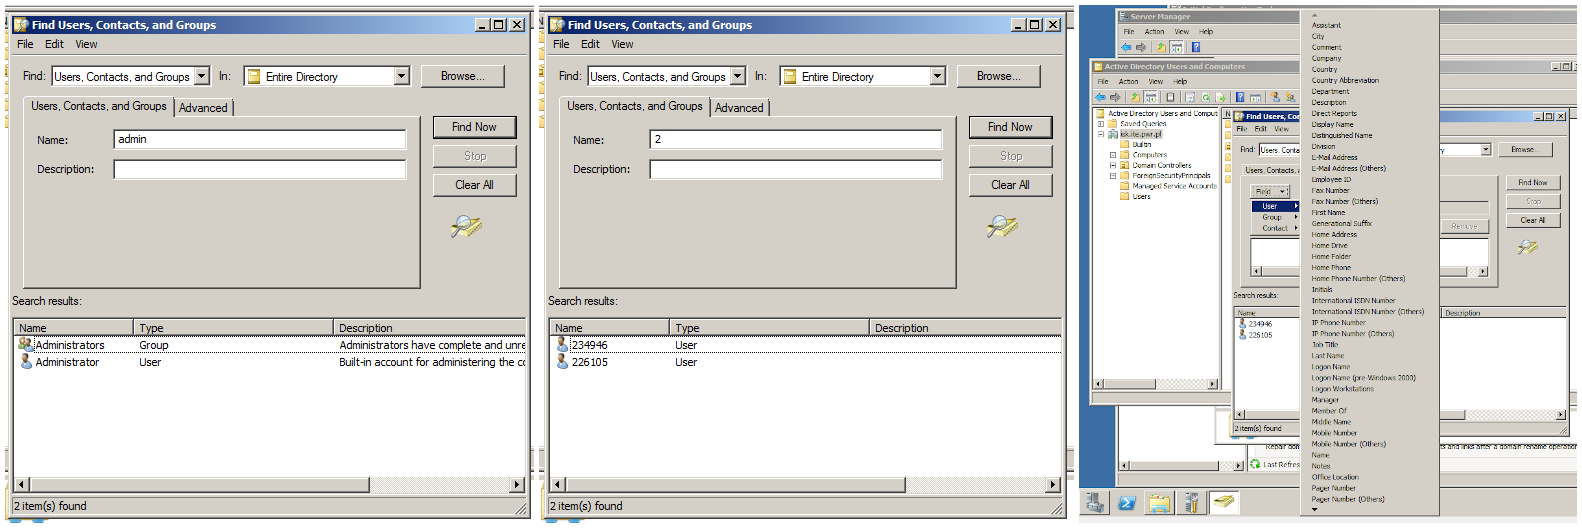 Find Users, Contacts, and Groups
File Edit View
Find: Users, Contacts, and Groups In: Entire Directory Browse...
Users, Contacts, and Groups Advanced
Name: admin Find Now
Stop
Description:
Clear All
Search results:
Name Type Description
Administrators Group Administrators have complete and unre
Administrator User Built-in account for administering the co
2 item(s) found
Find Users, Contacts, and Groups
File Edit View
Find: Users, Contacts, and Groups In: Entire Directory Browse...
Users, Contacts, and Groups Advanced
Name: 2 Find Now
Stop
Description:
Clear All
Search results:
Name Type Description
234946 User
226105 User
2 item(s) found
Server Manager
File Action View Help
Active Directory Users and Computers
File Action View Help
Active Directory Users and Comput
Saved Queries
Builtin
Computers
Domain Controllers
ForeignSecurityPrincipals
Managed Service Accounts
Users
Find Users, Co
File Edit View
Find: Users, Conta Browse...
Users, Contacts, a
Field Find Now
User Stop
Group Clear All
Contact Remove
Search results:
Name Description
234946
226105
2 item(s) found
Repair dom ts and links after a domain rename operation
Last Refres
Assistant
City
Comment
Company
Country
Country Abbreviation
Department
Description
Direct Reports
Display Name
Distinguished Name
Division
E-Mail Address
E-Mail Address (Others)
Employee ID
Fax Number
Fax Number (Others)
First Name
Generational Suffix
Home Address
Home Drive
Home Folder
Home Phone
Home Phone Number (Others)
Initials
International ISDN Number
International ISDN Number (Others)
IP Phone Number
IP Phone Number (Others)
Job Title
Last Name
Logon Name
Logon Name (pre-Windows 2000)
Logon Workstations
Manager
Member Of
Middle Name
Mobile Number
Mobile Number (Others)
Name
Notes
Office Location
Pager Number
Pager Number (Others)